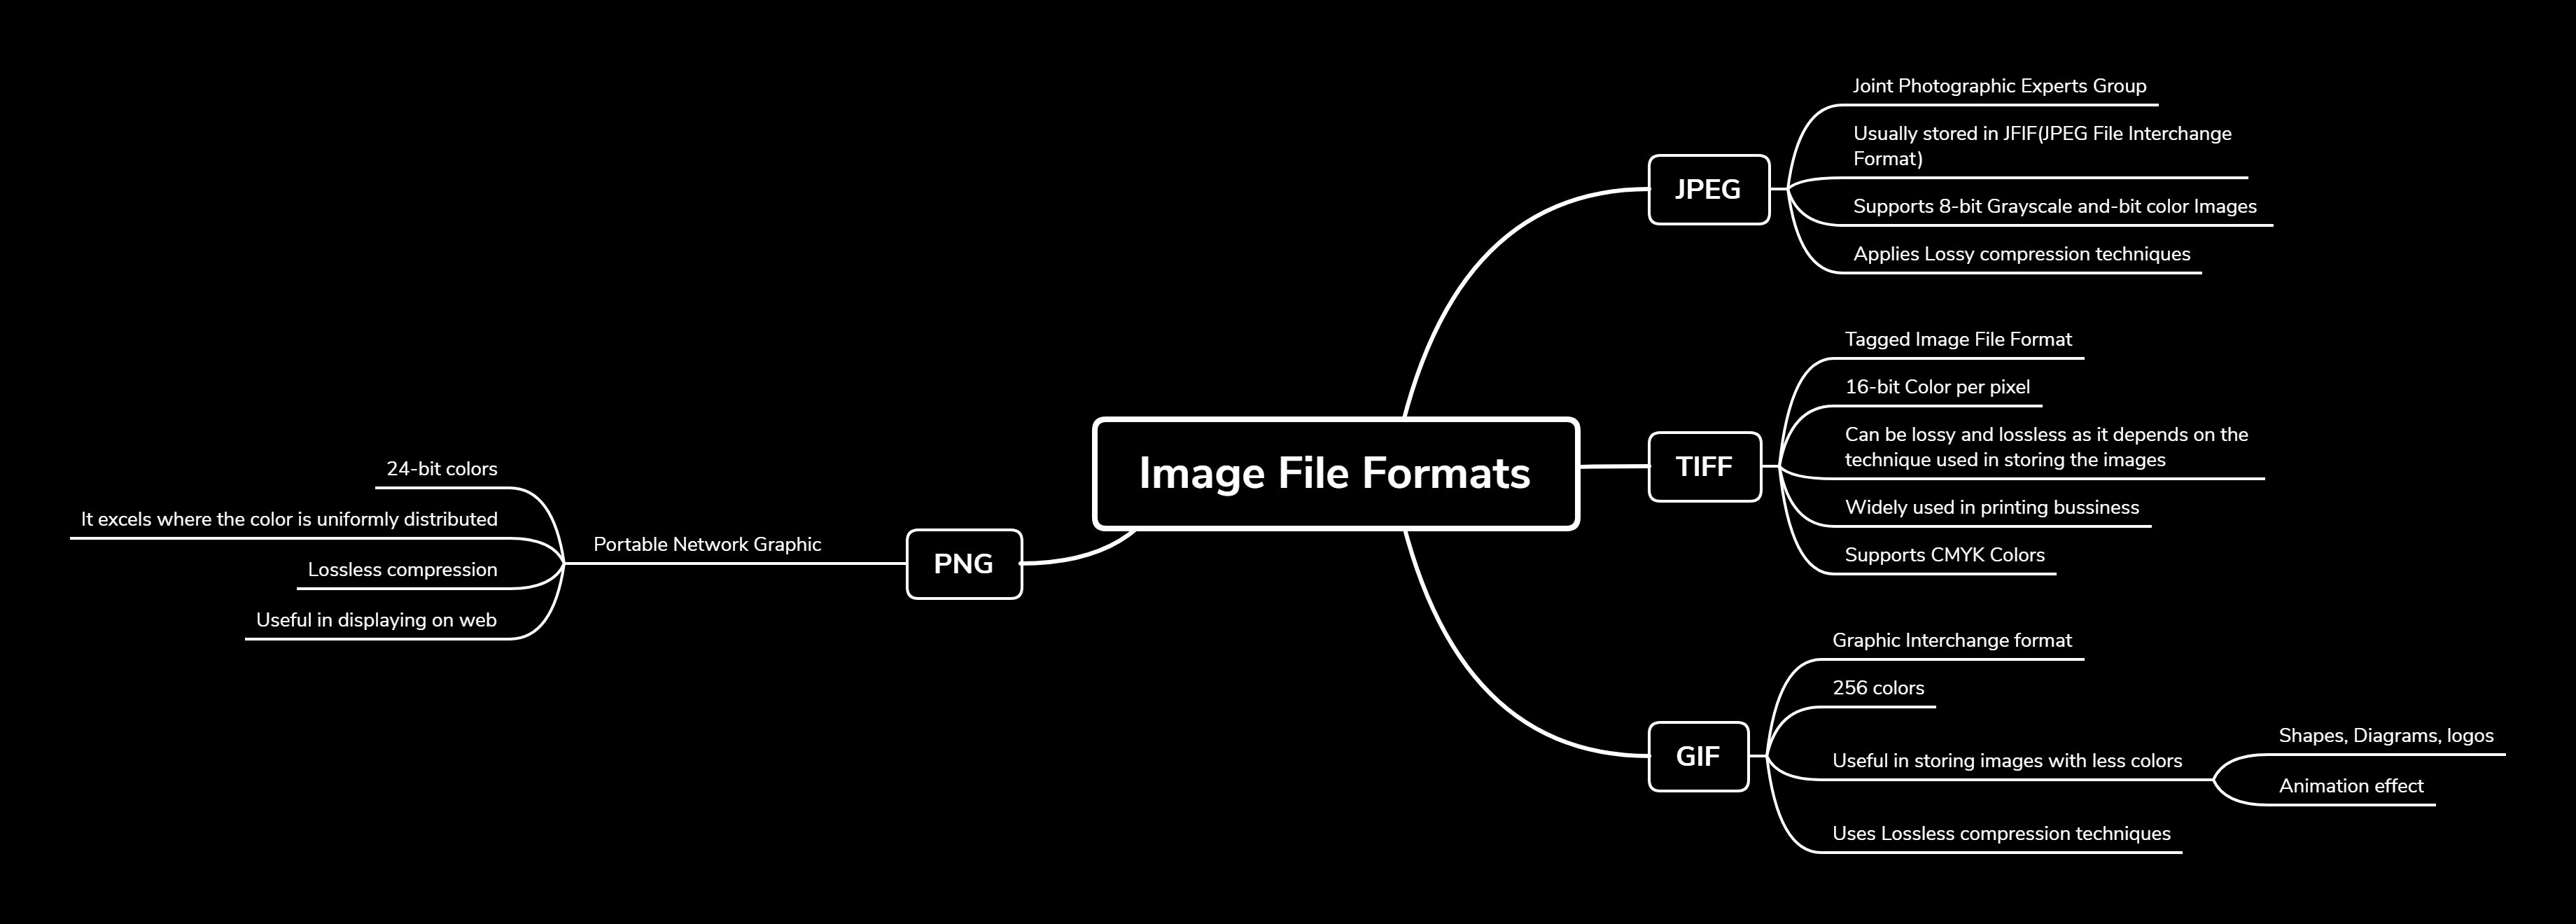 Image File Formats
JPEG
Joint Photographic Experts Group
Usually stored in JFIF(JPEG File Interchange
Format)
Supports 8-bit Grayscale and-bit color Images
Applies Lossy compression techniques
TIFF
Tagged Image File Format
16-bit Color per pixel
Can be lossy and lossless as it depends on the
technique used in storing the images
Widely used in printing bussiness
Supports CMYK Colors
GIF
Graphic Interchange format
256 colors
Useful in storing images with less colors
Shapes, Diagrams, logos
Animation effect
Uses Lossless compression techniques
PNG
Portable Network Graphic
24-bit colors
It excels where the color is uniformly distributed
Lossless compression
Useful in displaying on web